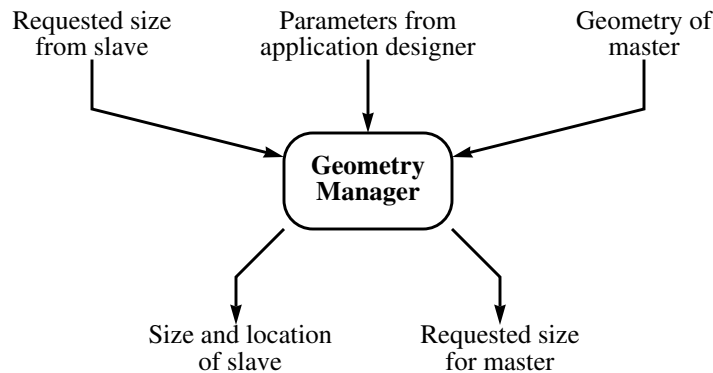 Requested size
from slave
Parameters from
application designer
Geometry of
master
Geometry
Manager
Size and location
of slave
Requested size
for master